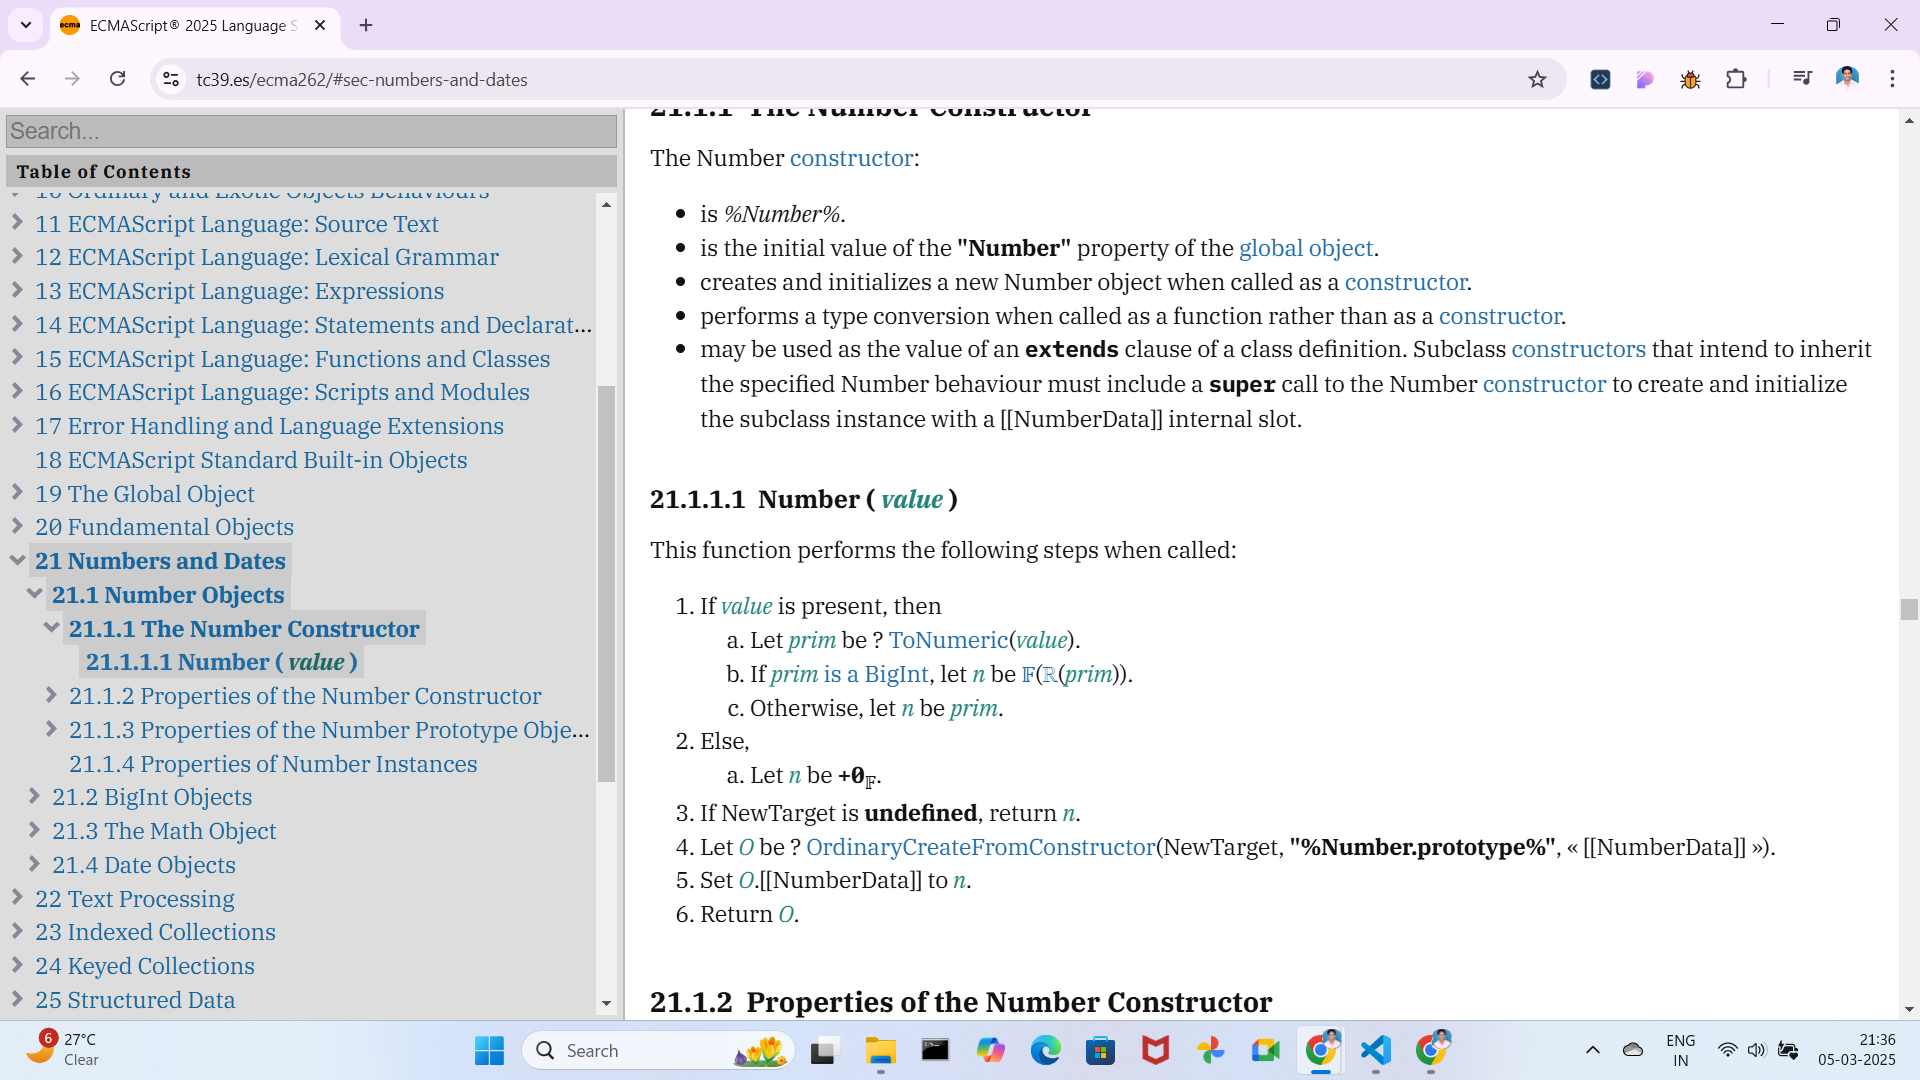 ECMAScript® 2025 Language S
tc39.es/ecma262/#sec-numbers-and-dates
Search...
Table of Contents
10 Ordinary and Exotic Objects Behaviours
11 ECMAScript Language: Source Text
12 ECMAScript Language: Lexical Grammar
13 ECMAScript Language: Expressions
14 ECMAScript Language: Statements and Declarat...
15 ECMAScript Language: Functions and Classes
16 ECMAScript Language: Scripts and Modules
17 Error Handling and Language Extensions
18 ECMAScript Standard Built-in Objects
19 The Global Object
20 Fundamental Objects
21 Numbers and Dates
21.1 Number Objects
21.1.1 The Number Constructor
21.1.1.1 Number ( value )
21.1.2 Properties of the Number Constructor
21.1.3 Properties of the Number Prototype Obje...
21.1.4 Properties of Number Instances
21.2 BigInt Objects
21.3 The Math Object
21.4 Date Objects
22 Text Processing
23 Indexed Collections
24 Keyed Collections
25 Structured Data
21.1.1 The Number Constructor
The Number constructor:
• is %Number%.
• is the initial value of the "Number" property of the global object.
• creates and initializes a new Number object when called as a constructor.
• performs a type conversion when called as a function rather than as a constructor.
• may be used as the value of an extends clause of a class definition. Subclass constructors that intend to inherit
the specified Number behaviour must include a super call to the Number constructor to create and initialize
the subclass instance with a [[NumberData]] internal slot.
21.1.1.1 Number ( value )
This function performs the following steps when called:
1. If value is present, then
a. Let prim be ? ToNumeric(value).
b. If prim is a BigInt, let n be 𝔽(ℝ(prim)).
c. Otherwise, let n be prim.
2. Else,
a. Let n be +0𝔽.
3. If NewTarget is undefined, return n.
4. Let O be ? OrdinaryCreateFromConstructor(NewTarget, "%Number.prototype%", « [[NumberData]] »).
5. Set O.[[NumberData]] to n.
6. Return O.
21.1.2 Properties of the Number Constructor
6
27°C
Clear
Search
ENG
IN
21:36
05-03-2025